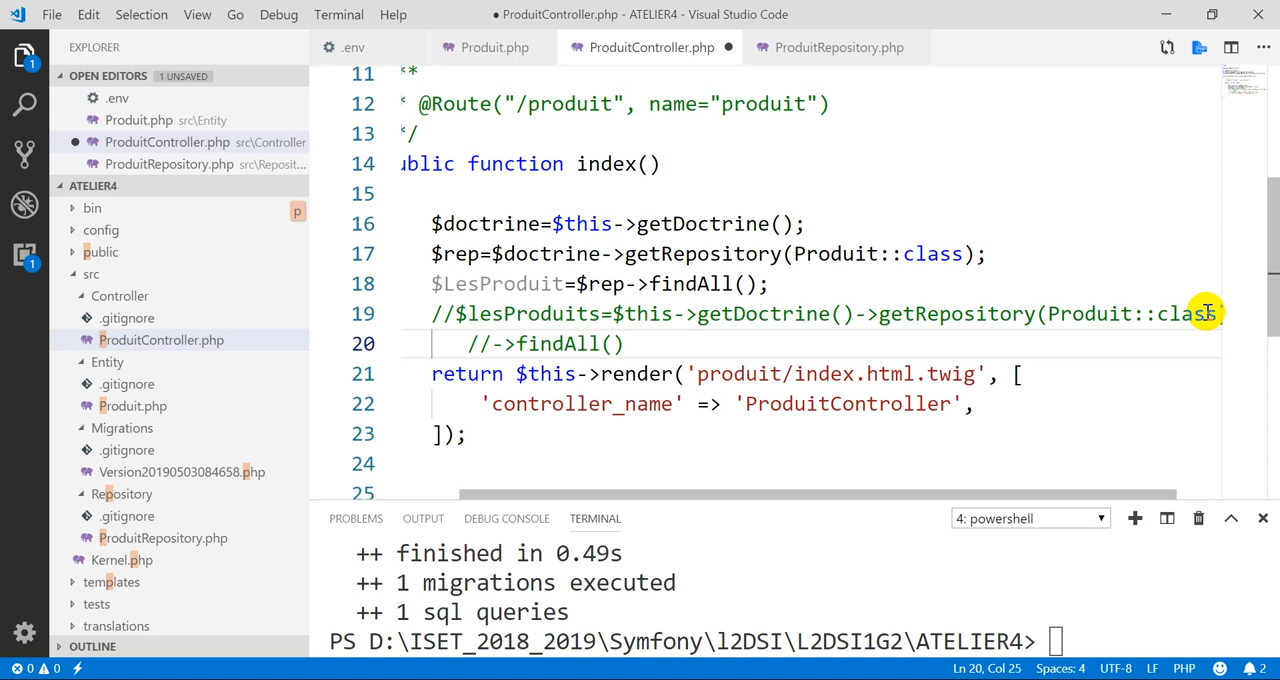 File Edit Selection View Go Debug Terminal Help ● ProduitController.php - ATELIER4 - Visual Studio Code
EXPLORER
OPEN EDITORS 1 UNSAVED
.env
Produit.php src\Entity
ProduitController.php src\Controller
ProduitRepository.php src\Reposit...
ATELIER4
bin
p
config
public
src
Controller
.gitignore
ProduitController.php
Entity
.gitignore
Produit.php
Migrations
.gitignore
Version20190503084658.php
Repository
.gitignore
ProduitRepository.php
Kernel.php
templates
tests
translations
OUTLINE
1
1
.env Produit.php ProduitController.php ● ProduitRepository.php
11 **
12 * @Route("/produit", name="produit")
13 */
14 ublic function index()
15
16 $doctrine=$this->getDoctrine();
17 $rep=$doctrine->getRepository(Produit::class);
18 $LesProduit=$rep->findAll();
19 //$lesProduits=$this->getDoctrine()->getRepository(Produit::class)
20 //->findAll()
21 return $this->render('produit/index.html.twig', [
22 'controller_name' => 'ProduitController',
23 ]);
24
25
PROBLEMS OUTPUT DEBUG CONSOLE TERMINAL 4: powershell
++ finished in 0.49s
++ 1 migrations executed
++ 1 sql queries
PS D:\ISET_2018_2019\Symfony\l2DSI\L2DSI1G2\ATELIER4>
0 0 Ln 20, Col 25 Spaces: 4 UTF-8 LF PHP 2